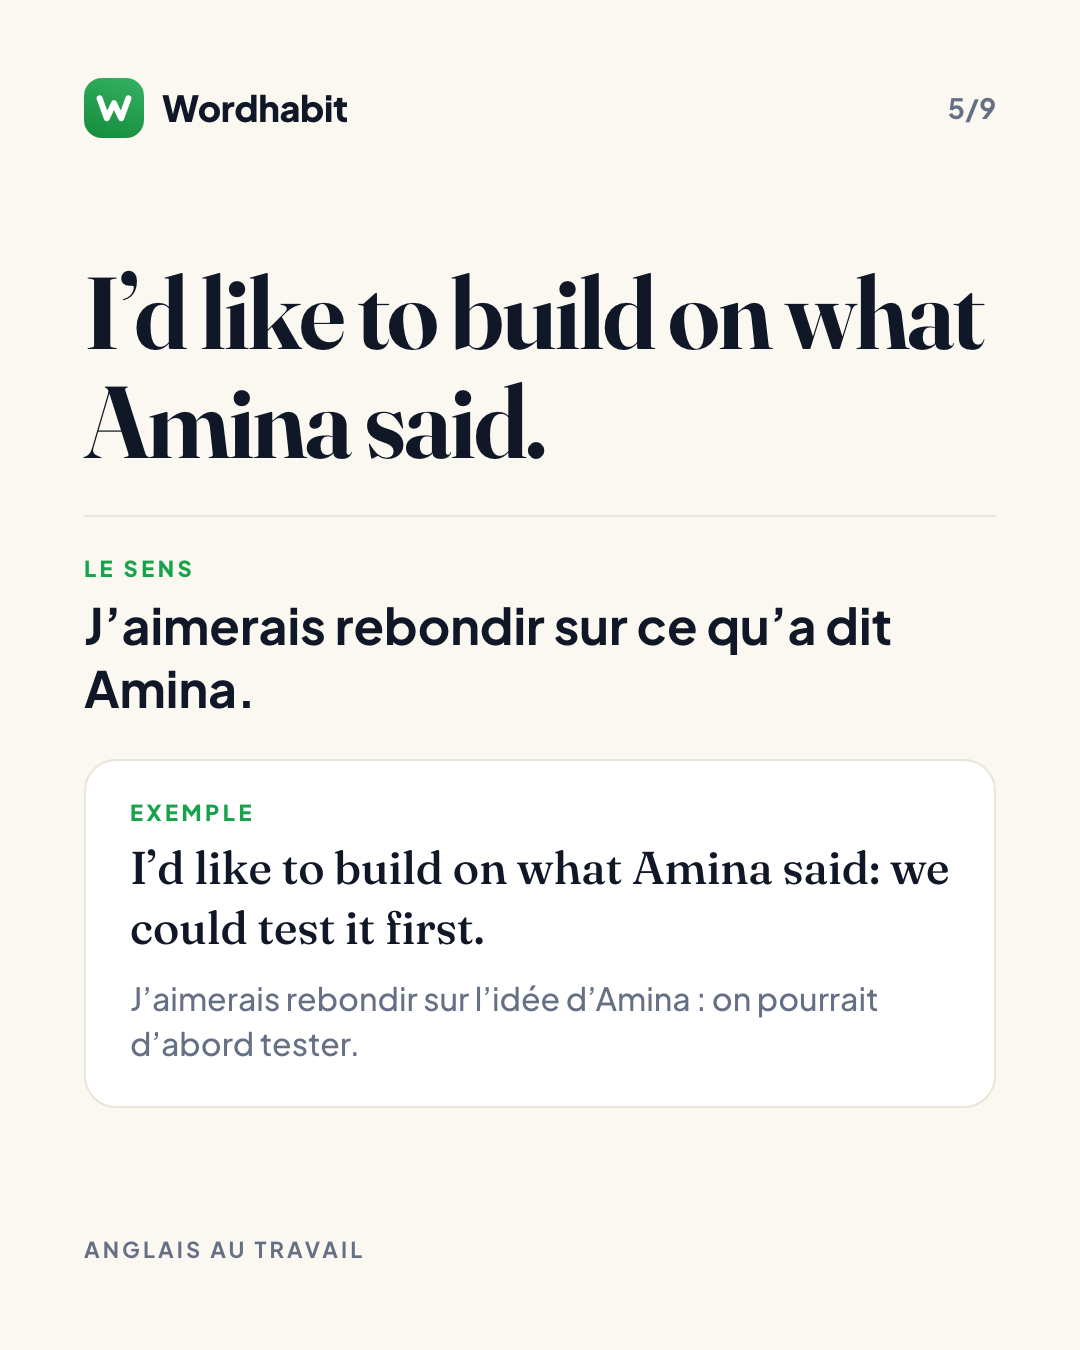 Wordhabit
5/9
I’d like to build on what
Amina said.
LE SENS
J’aimerais rebondir sur ce qu’a dit
Amina.
EXEMPLE
I’d like to build on what Amina said: we
could test it first.
J’aimerais rebondir sur l’idée d’Amina : on pourrait
d’abord tester.
ANGLAIS AU TRAVAIL